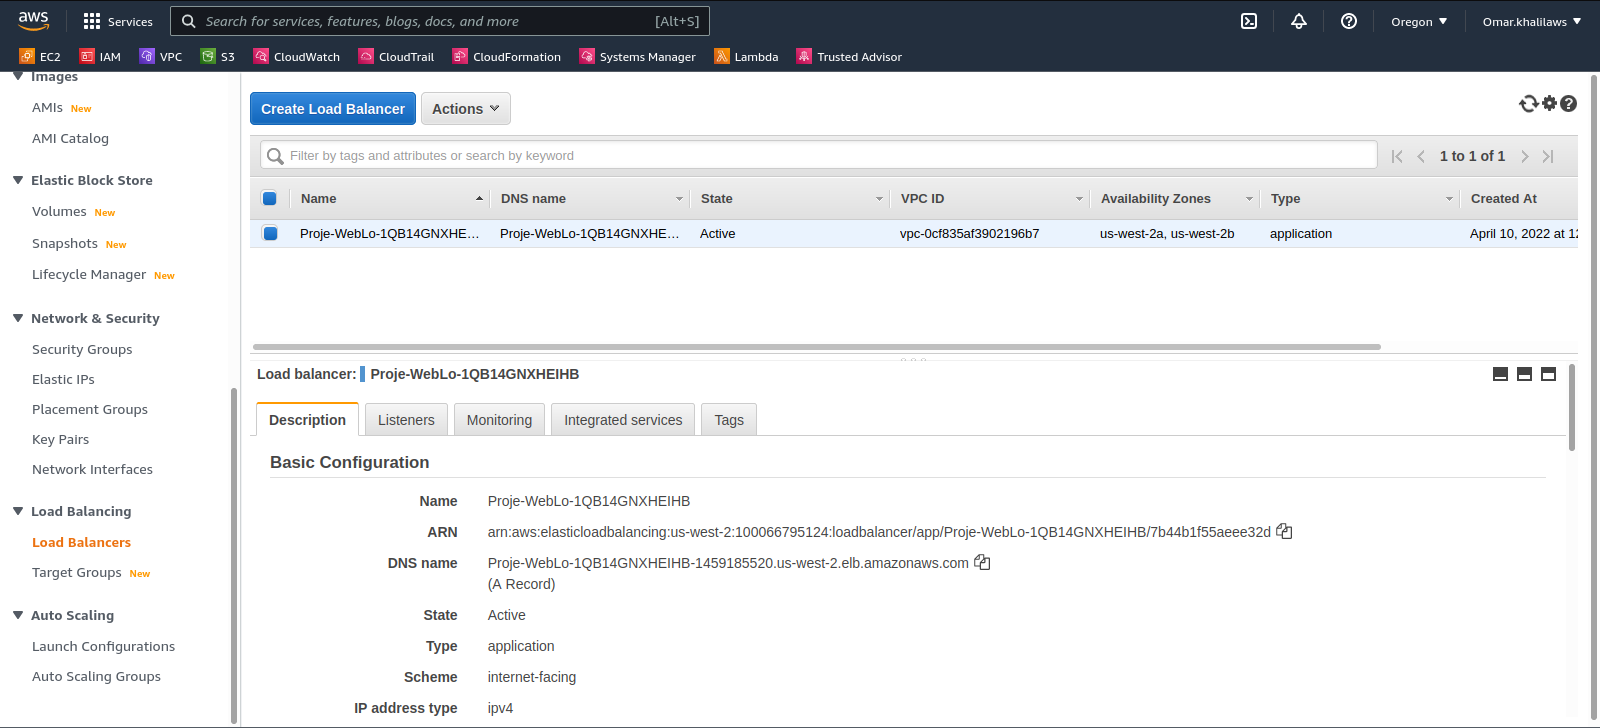 aws Services Search for services, features, blogs, docs, and more [Alt+S] Oregon Omar.khalilaws
EC2 IAM VPC S3 CloudWatch CloudTrail CloudFormation Systems Manager Lambda Trusted Advisor
Images
AMIs New
AMI Catalog
Elastic Block Store
Volumes New
Snapshots New
Lifecycle Manager New
Network & Security
Security Groups
Elastic IPs
Placement Groups
Key Pairs
Network Interfaces
Load Balancing
Load Balancers
Target Groups New
Auto Scaling
Launch Configurations
Auto Scaling Groups
Create Load Balancer Actions
Filter by tags and attributes or search by keyword 1 to 1 of 1
Name DNS name State VPC ID Availability Zones Type Created At
Proje-WebLo-1QB14GNXHE... Proje-WebLo-1QB14GNXHE... Active vpc-0cf835af3902196b7 us-west-2a, us-west-2b application April 10, 2022 at 12
Load balancer: Proje-WebLo-1QB14GNXHEIHB
Description Listeners Monitoring Integrated services Tags
Basic Configuration
Name Proje-WebLo-1QB14GNXHEIHB
ARN arn:aws:elasticloadbalancing:us-west-2:100066795124:loadbalancer/app/Proje-WebLo-1QB14GNXHEIHB/7b44b1f55aeee32d
DNS name Proje-WebLo-1QB14GNXHEIHB-1459185520.us-west-2.elb.amazonaws.com
(A Record)
State Active
Type application
Scheme internet-facing
IP address type ipv4